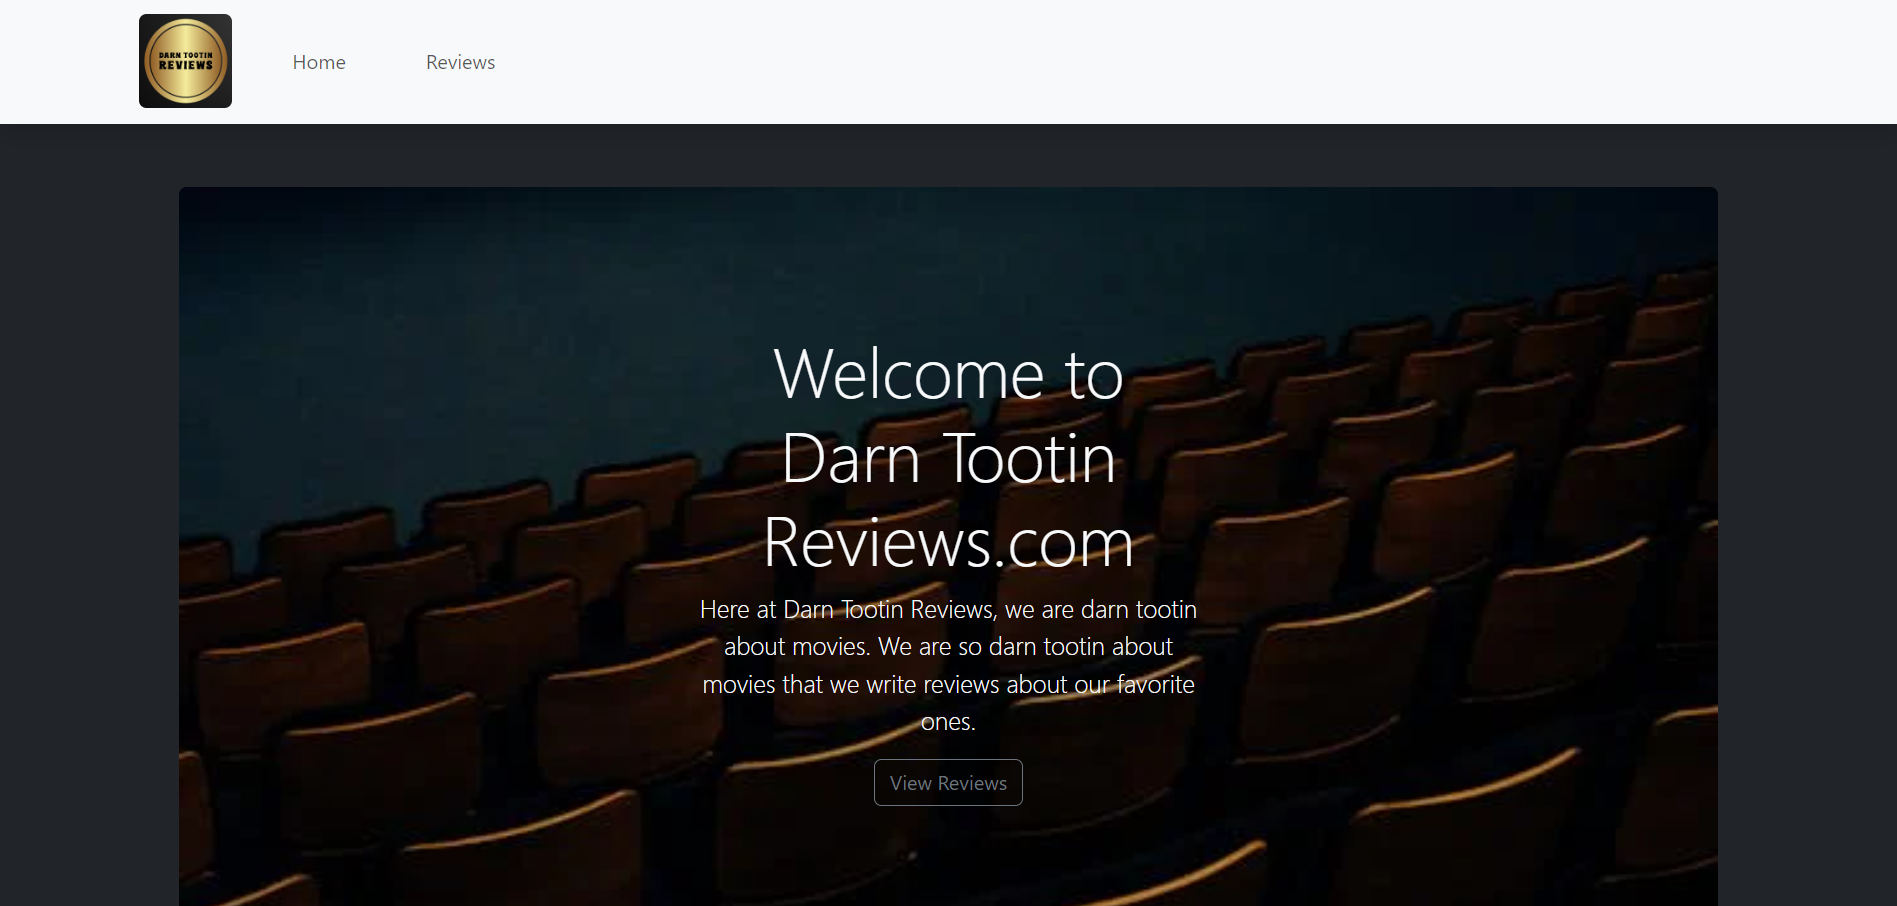 DARN TOOTIN
REVIEWS
Home
Reviews
Welcome to
Darn Tootin
Reviews.com
Here at Darn Tootin Reviews, we are darn tootin
about movies. We are so darn tootin about
movies that we write reviews about our favorite
ones.
View Reviews